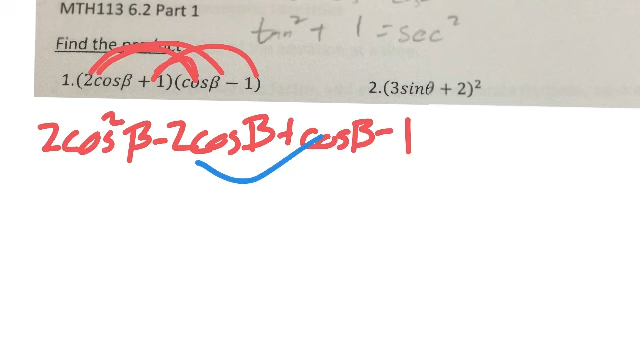 MTH113 6.2 Part 1
tan² + 1 = sec²
Find the product
1.(2cosβ + 1)(cosβ − 1)
2.(3sinθ + 2)²
2cos²β - 2cosβ + cosβ - 1